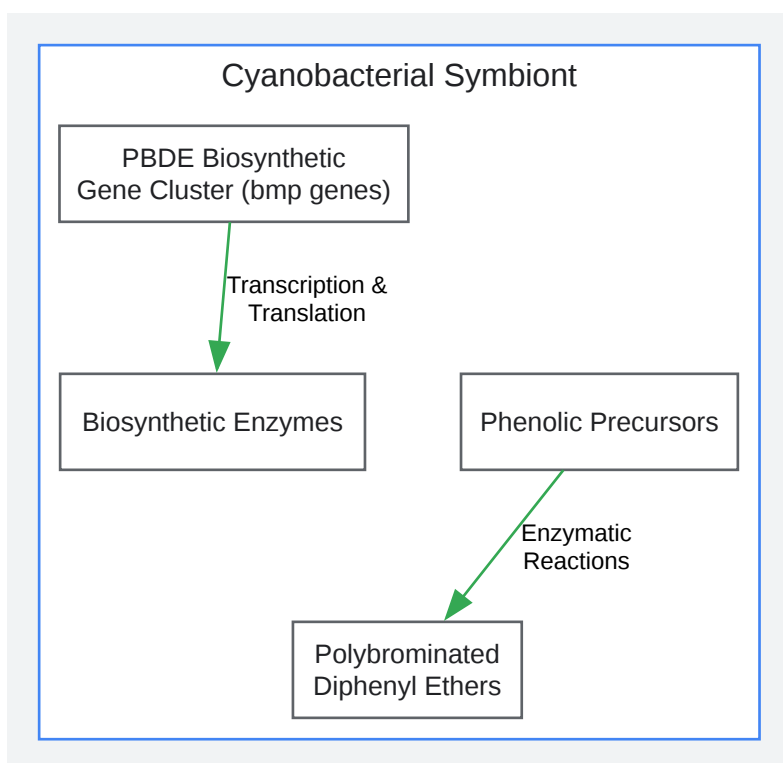 Cyanobacterial Symbiont
PBDE Biosynthetic
Gene Cluster (bmp genes)
Transcription &
Translation
Biosynthetic Enzymes
Phenolic Precursors
Enzymatic
Reactions
Polybrominated
Diphenyl Ethers